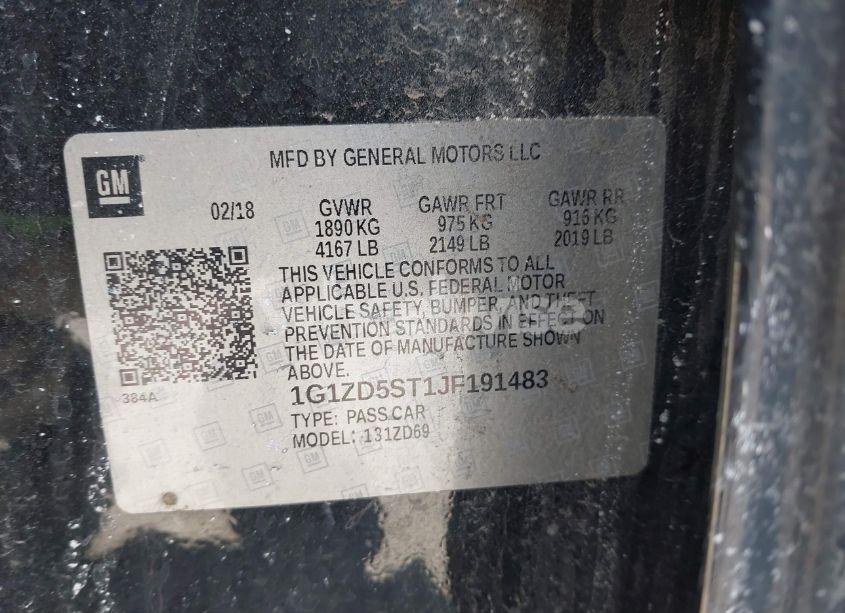 GM
MFD BY GENERAL MOTORS LLC
02/18 GVWR GAWR FRT GAWR RR
1890 KG 975 KG 916 KG
4167 LB 2149 LB 2019 LB
THIS VEHICLE CONFORMS TO ALL
APPLICABLE U.S. FEDERAL MOTOR
VEHICLE SAFETY, BUMPER, AND THEFT
PREVENTION STANDARDS IN EFFECT ON
THE DATE OF MANUFACTURE SHOWN
ABOVE.
384A
1G1ZD5ST1JF191483
TYPE: PASS CAR
MODEL: 131ZD69